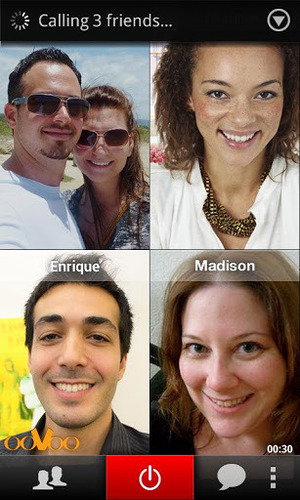 Calling 3 friends...
Enrique
Madison
ooVoo
00:30